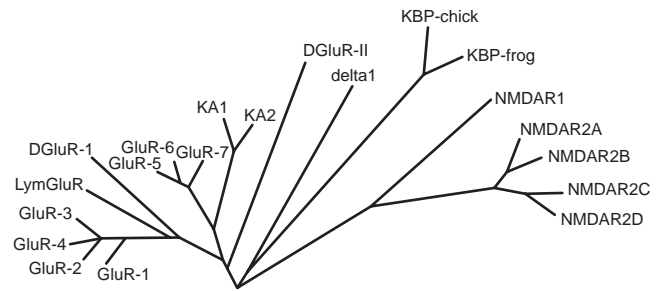 KBP-chick
DGluR-II
KBP-frog
delta1
NMDAR1
KA1
KA2
NMDAR2A
GluR-6
DGluR-1
GluR-7
NMDAR2B
GluR-5
LymGluR
NMDAR2C
GluR-3
NMDAR2D
GluR-4
GluR-2
GluR-1